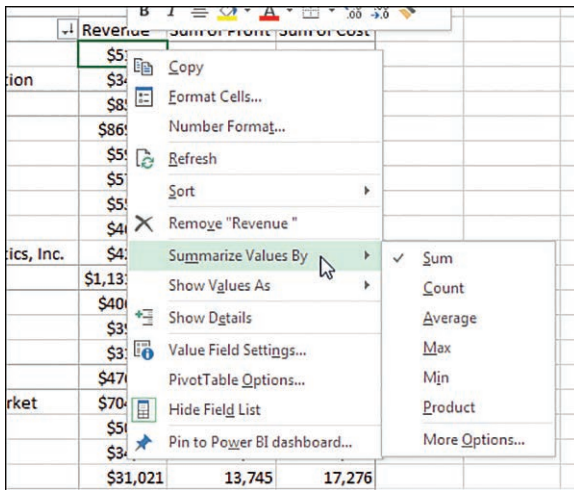 B I A .00 .0
Revenue Sum of Profit Sum of Cost
Copy
tion
Format Cells...
Number Format...
Refresh
Sort
Remove "Revenue "
Summarize Values By
Sum
tics, Inc.
Show Values As
Count
Show Details
Average
Value Field Settings...
Max
PivotTable Options...
Min
rket
Hide Field List
Product
Pin to Power BI dashboard...
More Options...
$31,021 13,745 17,276